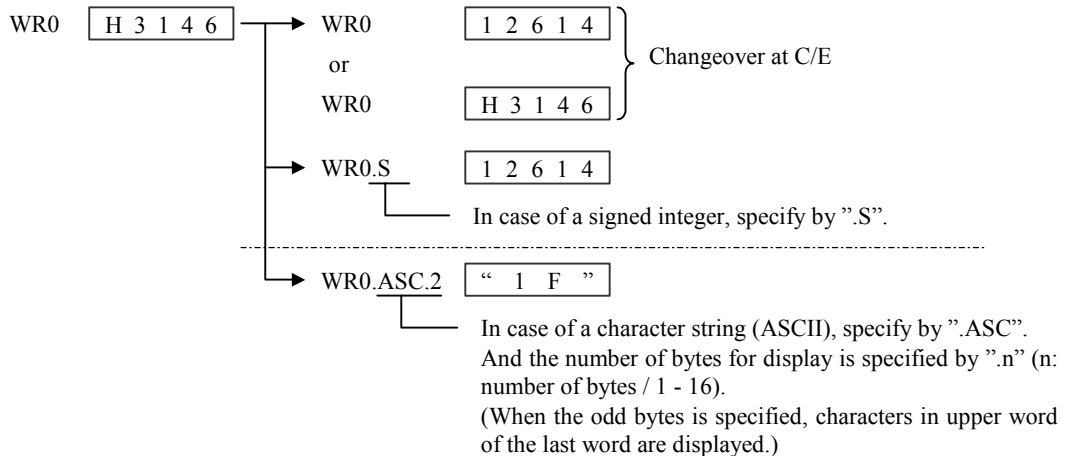 WR0 H 3 1 4 6 WR0 1 2 6 1 4
or
WR0 H 3 1 4 6
Changeover at C/E
WR0.S 1 2 6 1 4
In case of a signed integer, specify by ”.S”.
WR0.ASC.2 “ 1 F ”
In case of a character string (ASCII), specify by ”.ASC”.
And the number of bytes for display is specified by ”.n” (n:
number of bytes / 1 - 16).
(When the odd bytes is specified, characters in upper word
of the last word are displayed.)